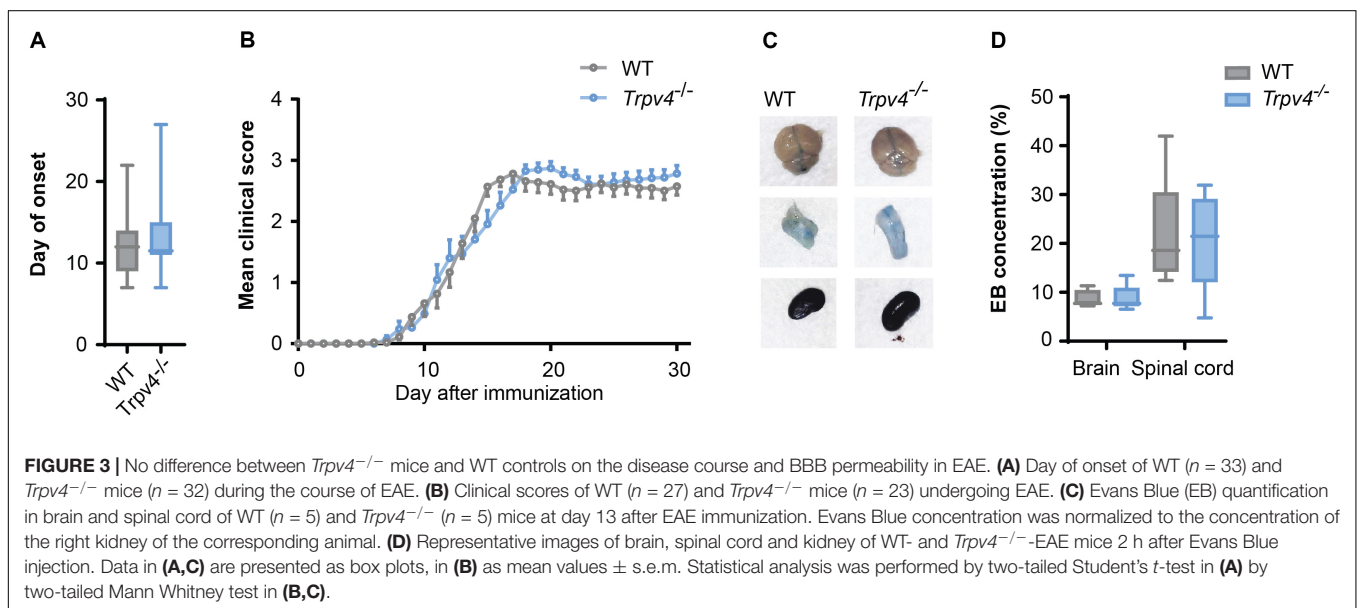 A
Day of onset
30
20
10
0
WT
Trpv4-/-
B
WT
Trpv4-/-
Mean clinical score
4
3
2
1
0
0 10 20 30
Day after immunization
C
WT Trpv4-/-
D
WT
Trpv4-/-
EB concentration (%)
50
40
30
20
10
0
Brain Spinal cord
FIGURE 3 | No difference between Trpv4−/− mice and WT controls on the disease course and BBB permeability in EAE. (A) Day of onset of WT (n = 33) and
Trpv4−/− mice (n = 32) during the course of EAE. (B) Clinical scores of WT (n = 27) and Trpv4−/− mice (n = 23) undergoing EAE. (C) Evans Blue (EB) quantification
in brain and spinal cord of WT (n = 5) and Trpv4−/− (n = 5) mice at day 13 after EAE immunization. Evans Blue concentration was normalized to the concentration of
the right kidney of the corresponding animal. (D) Representative images of brain, spinal cord and kidney of WT- and Trpv4−/−-EAE mice 2 h after Evans Blue
injection. Data in (A,C) are presented as box plots, in (B) as mean values ± s.e.m. Statistical analysis was performed by two-tailed Student's t-test in (A) by
two-tailed Mann Whitney test in (B,C).